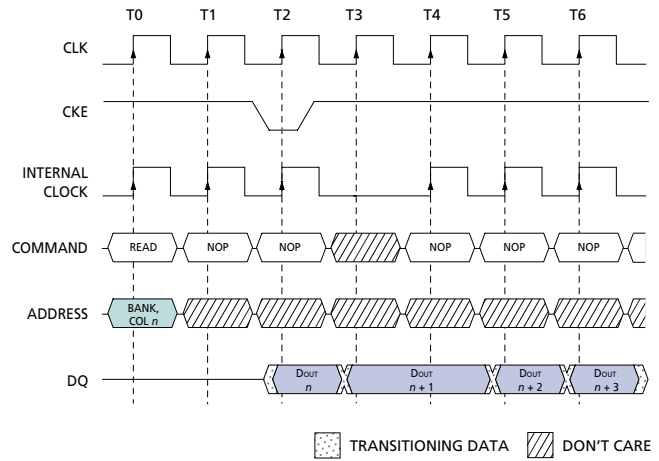 T0 T1 T2 T3 T4 T5 T6
CLK
CKE
INTERNAL
CLOCK
COMMAND READ NOP NOP NOP NOP NOP
ADDRESS BANK,
COL n
DQ DOUT DOUT DOUT DOUT
n n + 1 n + 2 n + 3
TRANSITIONING DATA DON'T CARE